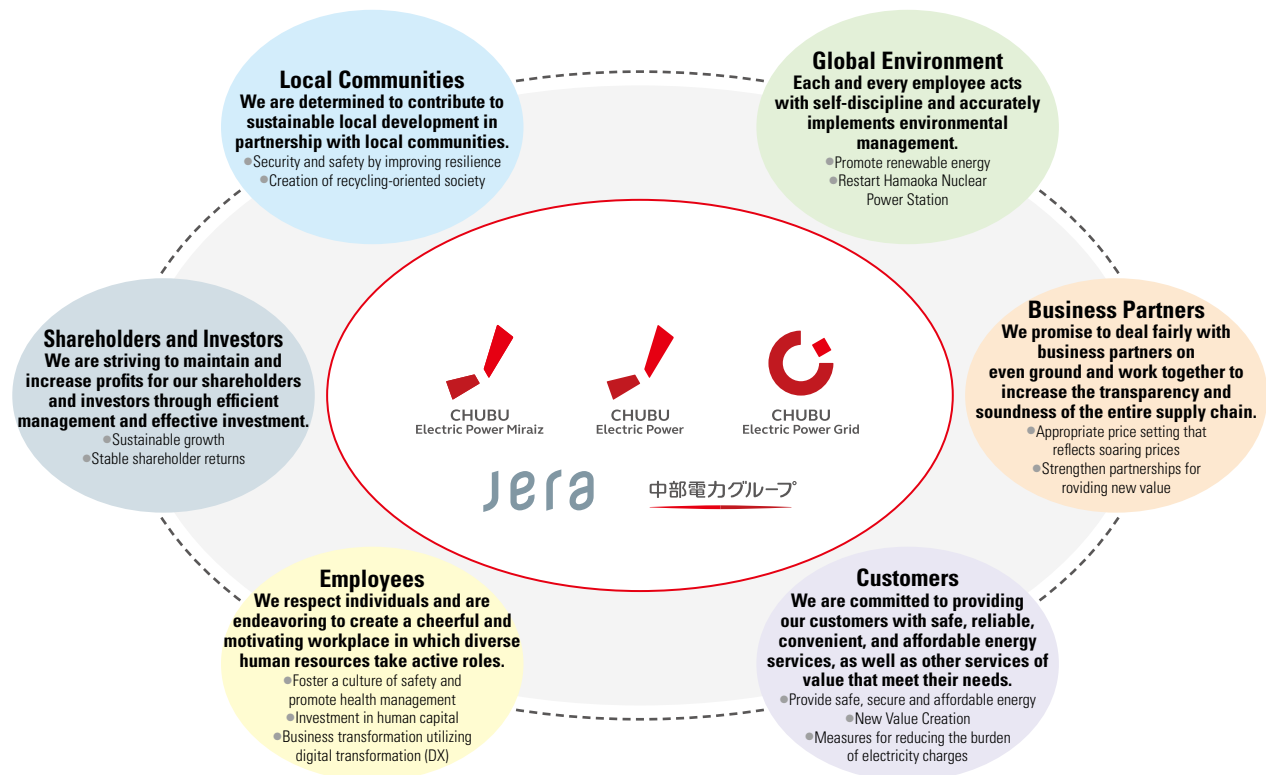 Local Communities
We are determined to contribute to
sustainable local development in
partnership with local communities.
●Security and safety by improving resilience
●Creation of recycling-oriented society
Global Environment
Each and every employee acts
with self-discipline and accurately
implements environmental
management.
●Promote renewable energy
●Restart Hamaoka Nuclear
Power Station
Shareholders and Investors
We are striving to maintain and
increase profits for our shareholders
and investors through efficient
management and effective investment.
●Sustainable growth
●Stable shareholder returns
CHUBU
Electric Power Miraiz
CHUBU
Electric Power
CHUBU
Electric Power Grid
Jera
中部電力グループ
Business Partners
We promise to deal fairly with
business partners on
even ground and work together to
increase the transparency and
soundness of the entire supply chain.
●Appropriate price setting that
reflects soaring prices
●Strengthen partnerships for
roviding new value
Employees
We respect individuals and are
endeavoring to create a cheerful and
motivating workplace in which diverse
human resources take active roles.
●Foster a culture of safety and
promote health management
●Investment in human capital
●Business transformation utilizing
digital transformation (DX)
Customers
We are committed to providing
our customers with safe, reliable,
convenient, and affordable energy
services, as well as other services of
value that meet their needs.
●Provide safe, secure and affordable energy
●New Value Creation
●Measures for reducing the burden
of electricity charges